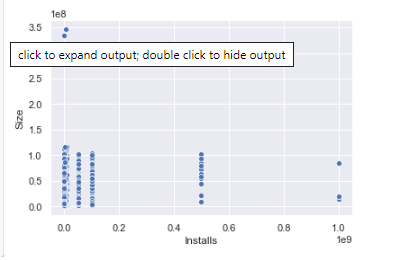 1e8
3.5
click to expand output; double click to hide output
2.5
2.0
Size
1.5
1.0
0.5
0.0
0.0 0.2 0.4 0.6 0.8 1.0
Installs 1e9